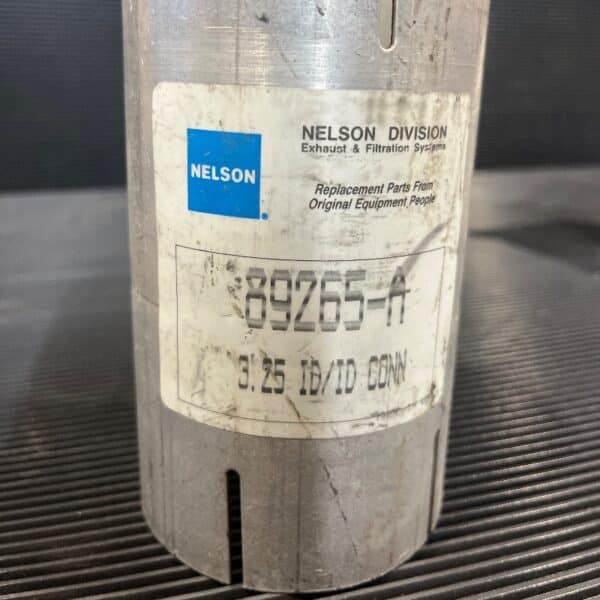 NELSON
NELSON DIVISION
Exhaust & Filtration Systems
Replacement Parts From
Original Equipment People
89265-A
3.25 ID/ID CONN